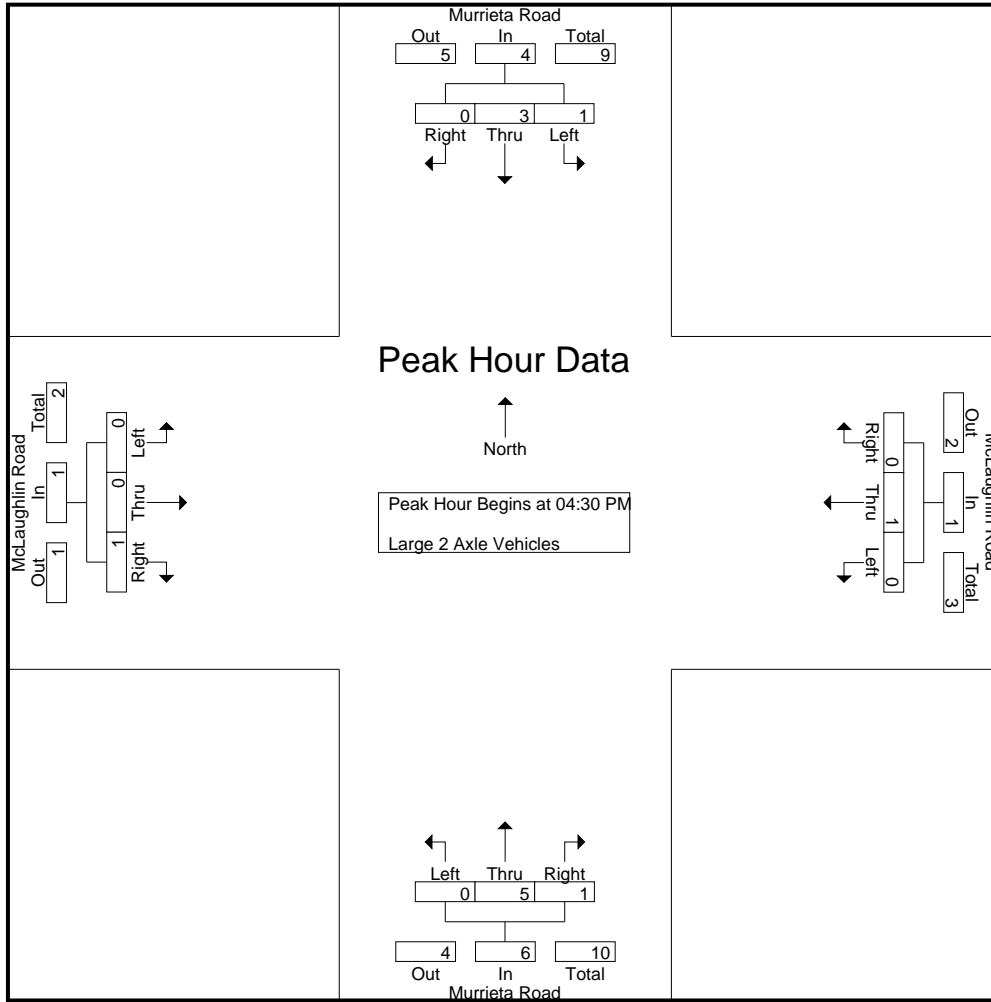 Murrieta Road
Out In Total
5 4 9
0 3 1
Right Thru Left
Peak Hour Data
North
Peak Hour Begins at 04:30 PM
Large 2 Axle Vehicles
McLaughlin Road
Out In Total
1 1 2
Left Thru Right
0 0 1
McLaughlin Road
Out In Total
2 1 3
Right Thru Left
0 1 0
Left Thru Right
0 5 1
4 6 10
Out In Total
Murrieta Road